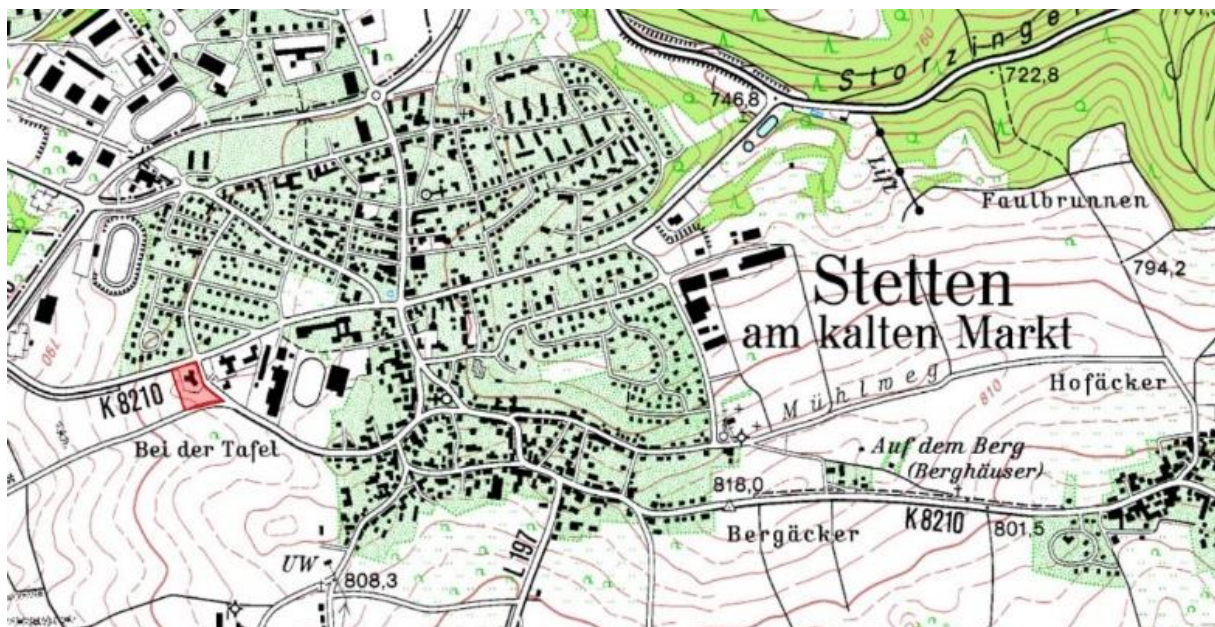 760
Storzinger
722,8
746,8
Lift
Faulbrunnen
794,2
Stetten
am kalten Markt
790
K 8210
Mühlweg
810
Hofäcker
Bei der Tafel
Auf dem Berg
(Berghäuser)
818,0
Bergäcker
K 8210
801,5
UW
808,3
L 197